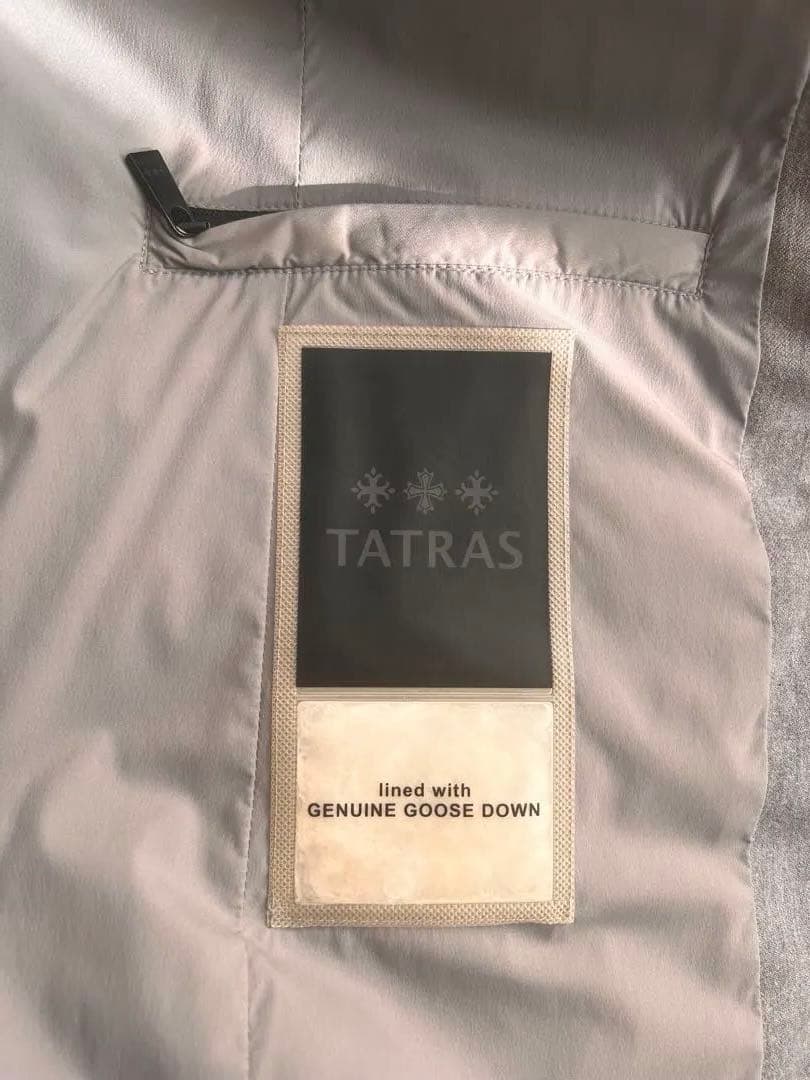 TATRAS
lined with
GENUINE GOOSE DOWN